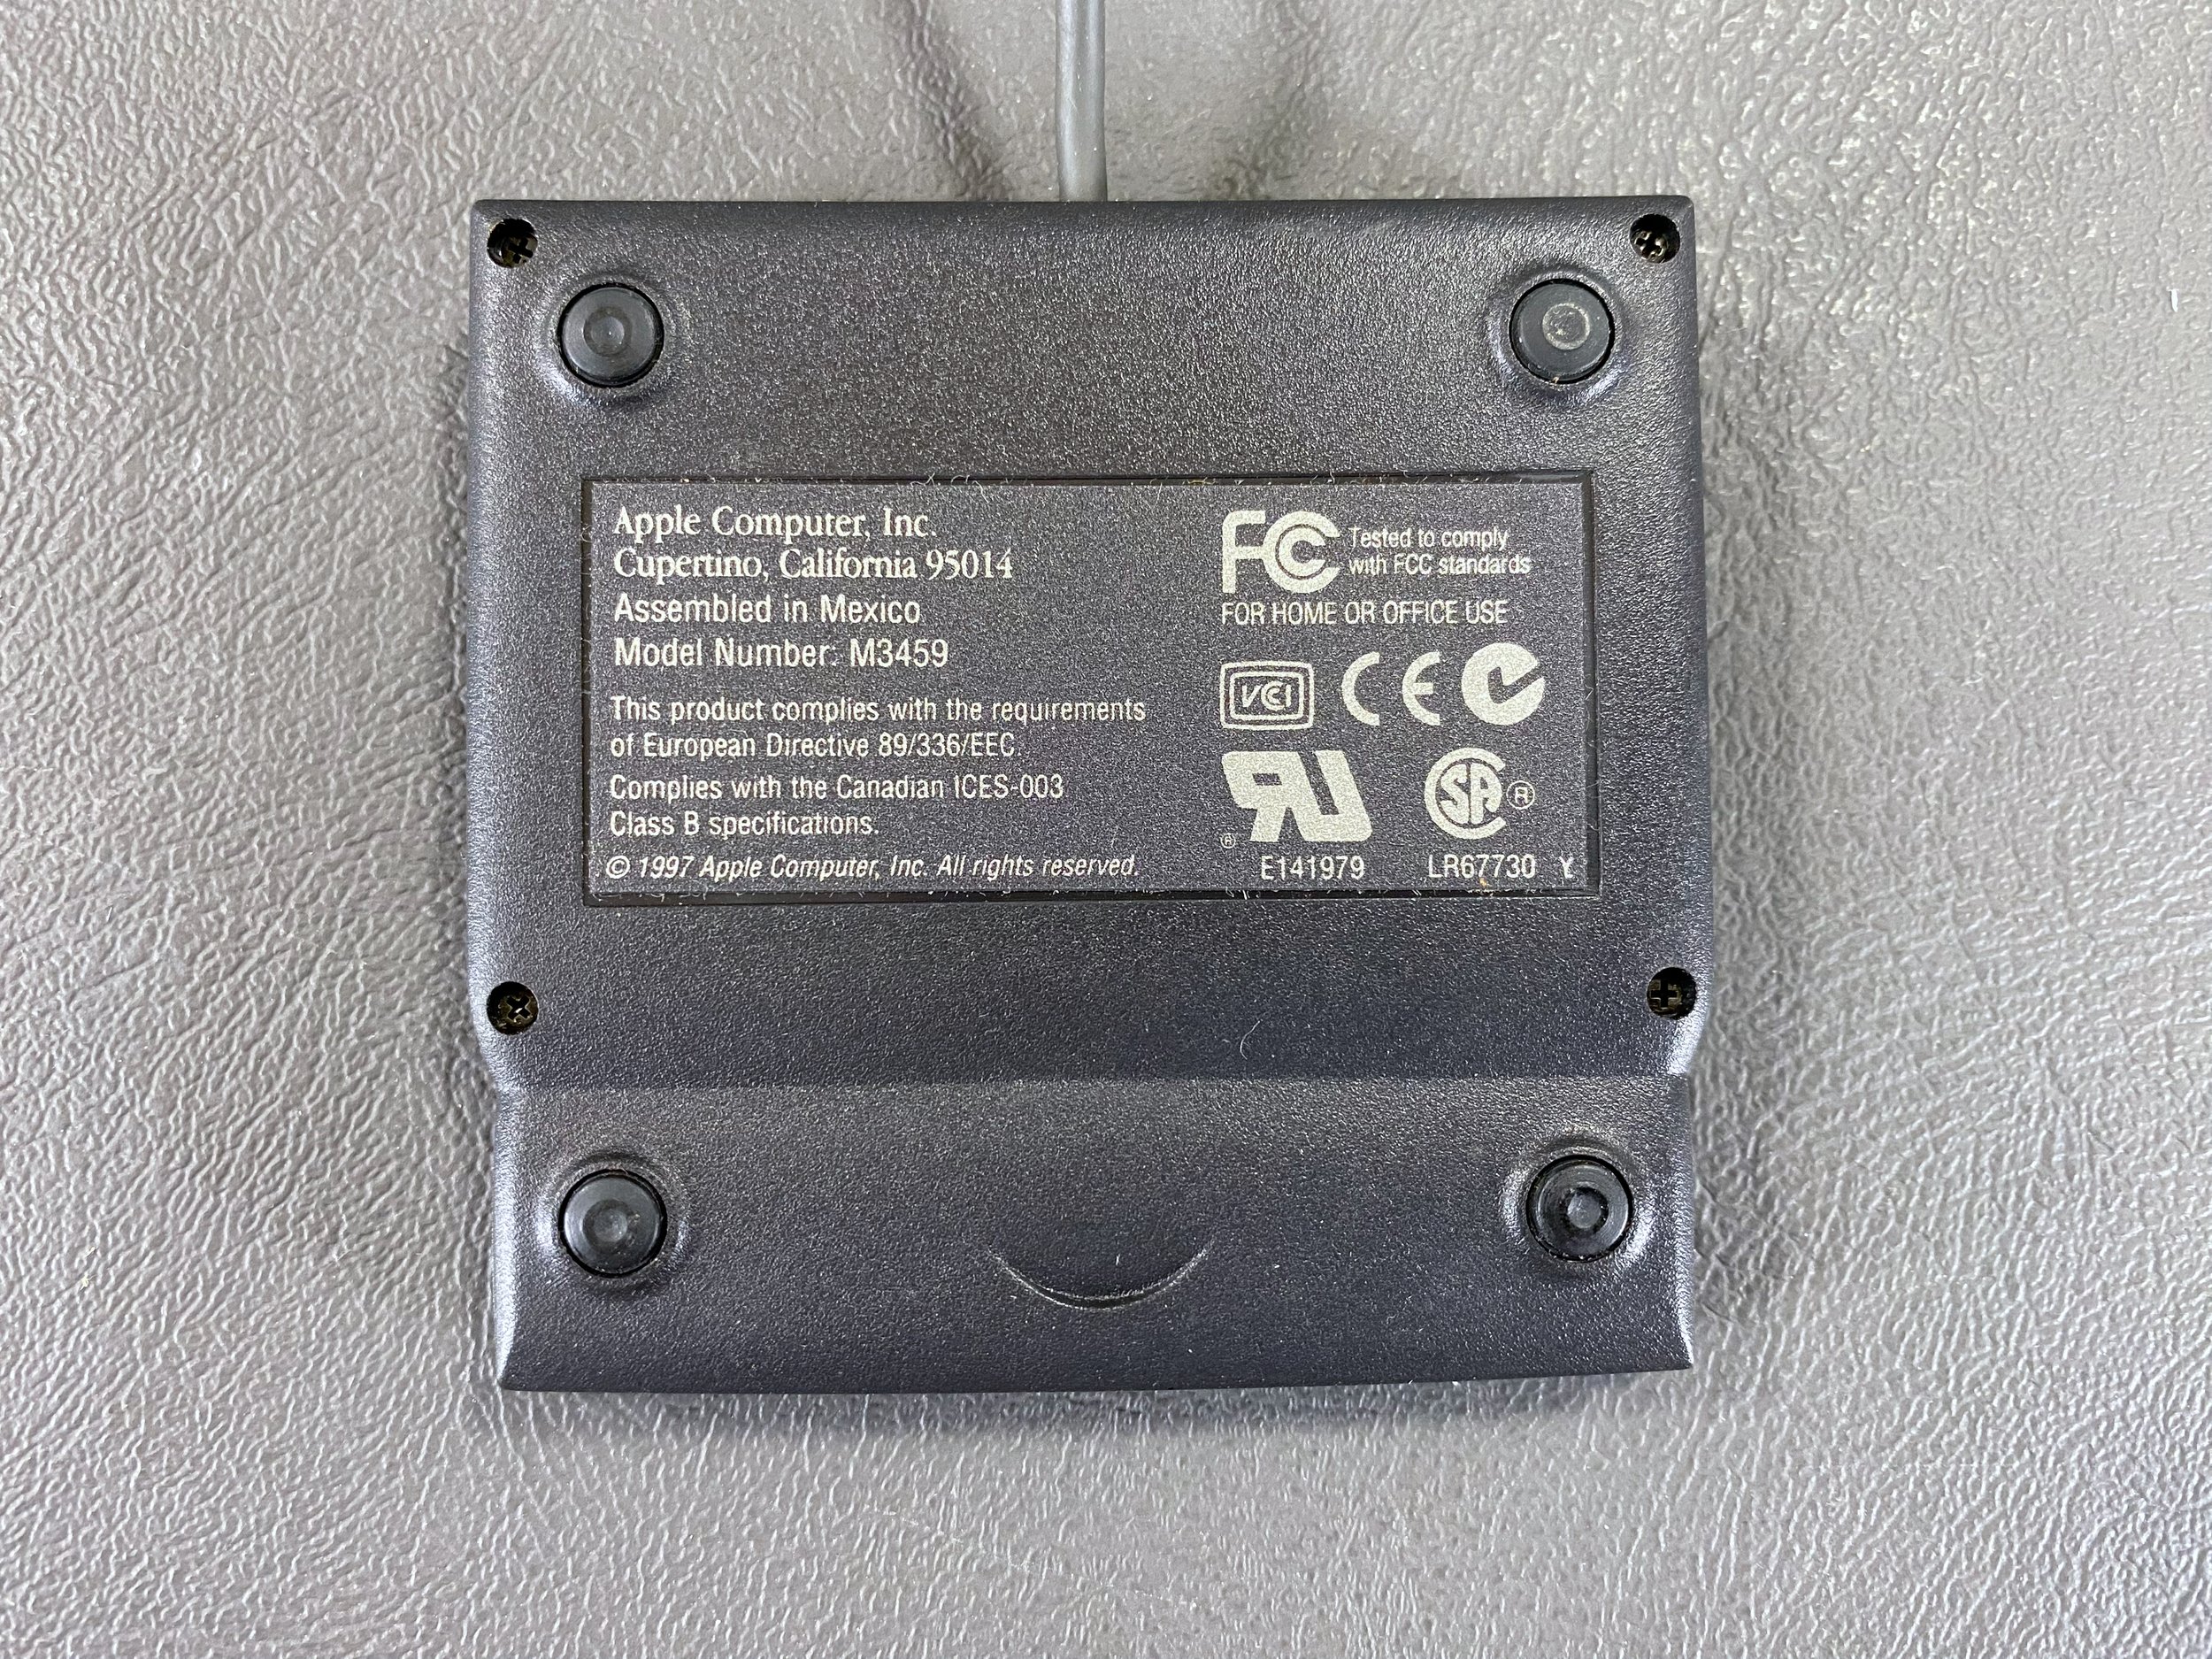 Apple Computer, Inc.
Cupertino, California 95014
Assembled in Mexico
Model Number: M3459
This product complies with the requirements
of European Directive 89/336/EEC.
Complies with the Canadian ICES-003
Class B specifications.
© 1997 Apple Computer, Inc. All rights reserved.
FC Tested to comply
with FCC standards
FOR HOME OR OFFICE USE
VCI CE
RU ® SA ®
E141979 LR67730 Y